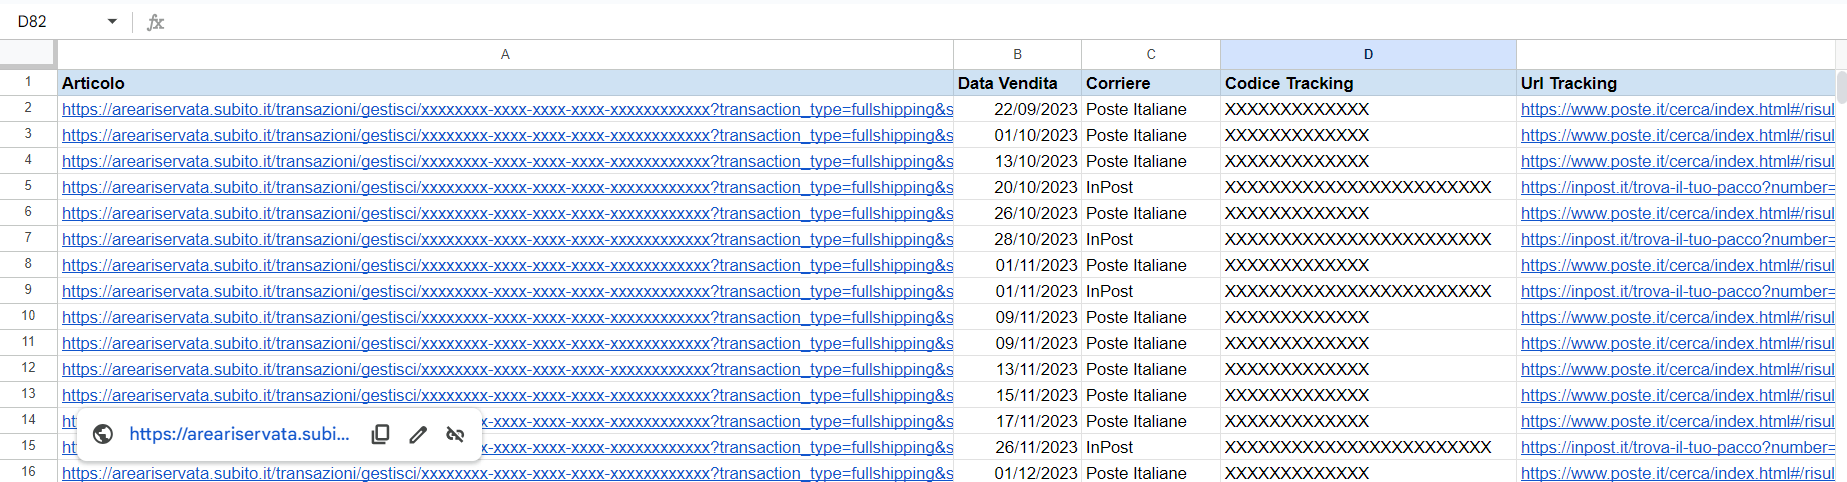 D82 fx
A B C D
1 Articolo Data Vendita Corriere Codice Tracking Url Tracking
2 https://areariservata.subito.it/transazioni/gestisci/xxxxxxxx-xxxx-xxxx-xxxx-xxxxxxxxxxxx?transaction_type=fullshipping&s 22/09/2023 Poste Italiane XXXXXXXXXXXXX https://www.poste.it/cerca/index.html#/risul
3 https://areariservata.subito.it/transazioni/gestisci/xxxxxxxx-xxxx-xxxx-xxxx-xxxxxxxxxxxx?transaction_type=fullshipping&s 01/10/2023 Poste Italiane XXXXXXXXXXXXX https://www.poste.it/cerca/index.html#/risul
4 https://areariservata.subito.it/transazioni/gestisci/xxxxxxxx-xxxx-xxxx-xxxx-xxxxxxxxxxxx?transaction_type=fullshipping&s 13/10/2023 Poste Italiane XXXXXXXXXXXXX https://www.poste.it/cerca/index.html#/risul
5 https://areariservata.subito.it/transazioni/gestisci/xxxxxxxx-xxxx-xxxx-xxxx-xxxxxxxxxxxx?transaction_type=fullshipping&s 20/10/2023 InPost XXXXXXXXXXXXXXXXXXXXXXXX https://inpost.it/trova-il-tuo-pacco?number=
6 https://areariservata.subito.it/transazioni/gestisci/xxxxxxxx-xxxx-xxxx-xxxx-xxxxxxxxxxxx?transaction_type=fullshipping&s 26/10/2023 Poste Italiane XXXXXXXXXXXXX https://www.poste.it/cerca/index.html#/risul
7 https://areariservata.subito.it/transazioni/gestisci/xxxxxxxx-xxxx-xxxx-xxxx-xxxxxxxxxxxx?transaction_type=fullshipping&s 28/10/2023 InPost XXXXXXXXXXXXXXXXXXXXXXXX https://inpost.it/trova-il-tuo-pacco?number=
8 https://areariservata.subito.it/transazioni/gestisci/xxxxxxxx-xxxx-xxxx-xxxx-xxxxxxxxxxxx?transaction_type=fullshipping&s 01/11/2023 Poste Italiane XXXXXXXXXXXXX https://www.poste.it/cerca/index.html#/risul
9 https://areariservata.subito.it/transazioni/gestisci/xxxxxxxx-xxxx-xxxx-xxxx-xxxxxxxxxxxx?transaction_type=fullshipping&s 01/11/2023 InPost XXXXXXXXXXXXXXXXXXXXXXXX https://inpost.it/trova-il-tuo-pacco?number=
10 https://areariservata.subito.it/transazioni/gestisci/xxxxxxxx-xxxx-xxxx-xxxx-xxxxxxxxxxxx?transaction_type=fullshipping&s 09/11/2023 Poste Italiane XXXXXXXXXXXXX https://www.poste.it/cerca/index.html#/risul
11 https://areariservata.subito.it/transazioni/gestisci/xxxxxxxx-xxxx-xxxx-xxxx-xxxxxxxxxxxx?transaction_type=fullshipping&s 09/11/2023 Poste Italiane XXXXXXXXXXXXX https://www.poste.it/cerca/index.html#/risul
12 https://areariservata.subito.it/transazioni/gestisci/xxxxxxxx-xxxx-xxxx-xxxx-xxxxxxxxxxxx?transaction_type=fullshipping&s 13/11/2023 Poste Italiane XXXXXXXXXXXXX https://www.poste.it/cerca/index.html#/risul
13 https://areariservata.subito.it/transazioni/gestisci/xxxxxxxx-xxxx-xxxx-xxxx-xxxxxxxxxxxx?transaction_type=fullshipping&s 15/11/2023 Poste Italiane XXXXXXXXXXXXX https://www.poste.it/cerca/index.html#/risul
14 ht xx-xxxx-xxxx-xxxxxxxxxxxx?transaction_type=fullshipping&s 17/11/2023 Poste Italiane XXXXXXXXXXXXX https://www.poste.it/cerca/index.html#/risul
https://areariservata.subi...
15 ht xx-xxxx-xxxx-xxxxxxxxxxxx?transaction_type=fullshipping&s 26/11/2023 InPost XXXXXXXXXXXXXXXXXXXXXXXX https://inpost.it/trova-il-tuo-pacco?number=
16 https://areariservata.subito.it/transazioni/gestisci/xxxxxxxx-xxxx-xxxx-xxxx-xxxxxxxxxxxx?transaction_type=fullshipping&s 01/12/2023 Poste Italiane XXXXXXXXXXXXX https://www.poste.it/cerca/index.html#/risul